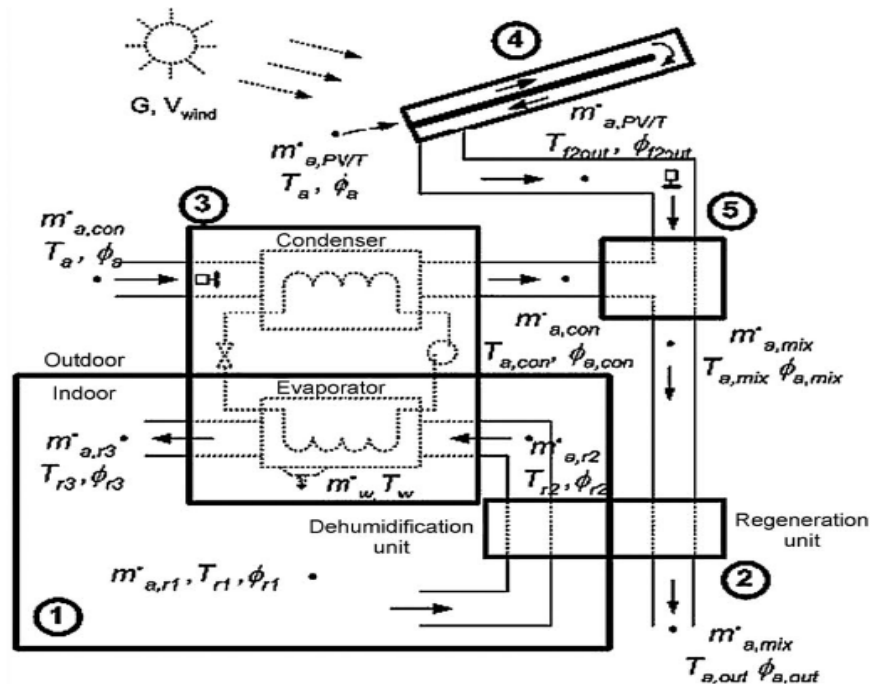 4
G, V_wind
m·_a,PV/T
T_f2out, ϕ_f2out
m·_a,PV/T
T_a, ϕ_a
3
5
m·_a,con
T_a, ϕ_a
Condenser
m·_a,con
T_a,con, ϕ_a,con
m·_a,mix
T_a,mix ϕ_a,mix
Outdoor
Indoor
Evaporator
m·_a,r3
T_r3, ϕ_r3
m·_a,r2
T_r2, ϕ_r2
m·_w, T_w
Dehumidification
unit
Regeneration
unit
m·_a,r1, T_r1, ϕ_r1
2
1
m·_a,mix
T_a,out ϕ_a,out